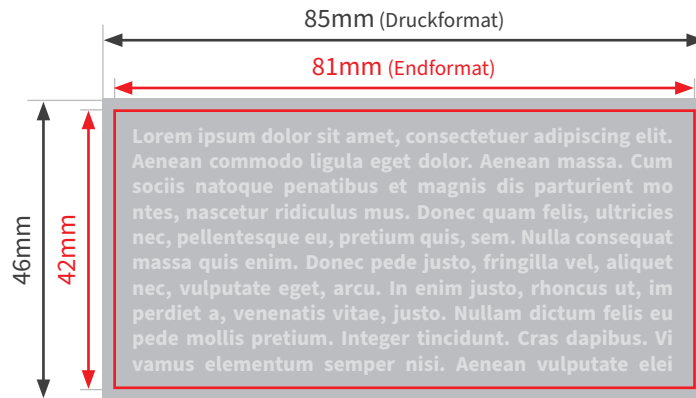 85mm (Druckformat)
81mm (Endformat)
46mm
42mm
Lorem ipsum dolor sit amet, consectetuer adipiscing elit.
Aenean commodo ligula eget dolor. Aenean massa. Cum
sociis natoque penatibus et magnis dis parturient mo
ntes, nascetur ridiculus mus. Donec quam felis, ultricies
nec, pellentesque eu, pretium quis, sem. Nulla consequat
massa quis enim. Donec pede justo, fringilla vel, aliquet
nec, vulputate eget, arcu. In enim justo, rhoncus ut, im
perdiet a, venenatis vitae, justo. Nullam dictum felis eu
pede mollis pretium. Integer tincidunt. Cras dapibus. Vi
vamus elementum semper nisi. Aenean vulputate elei